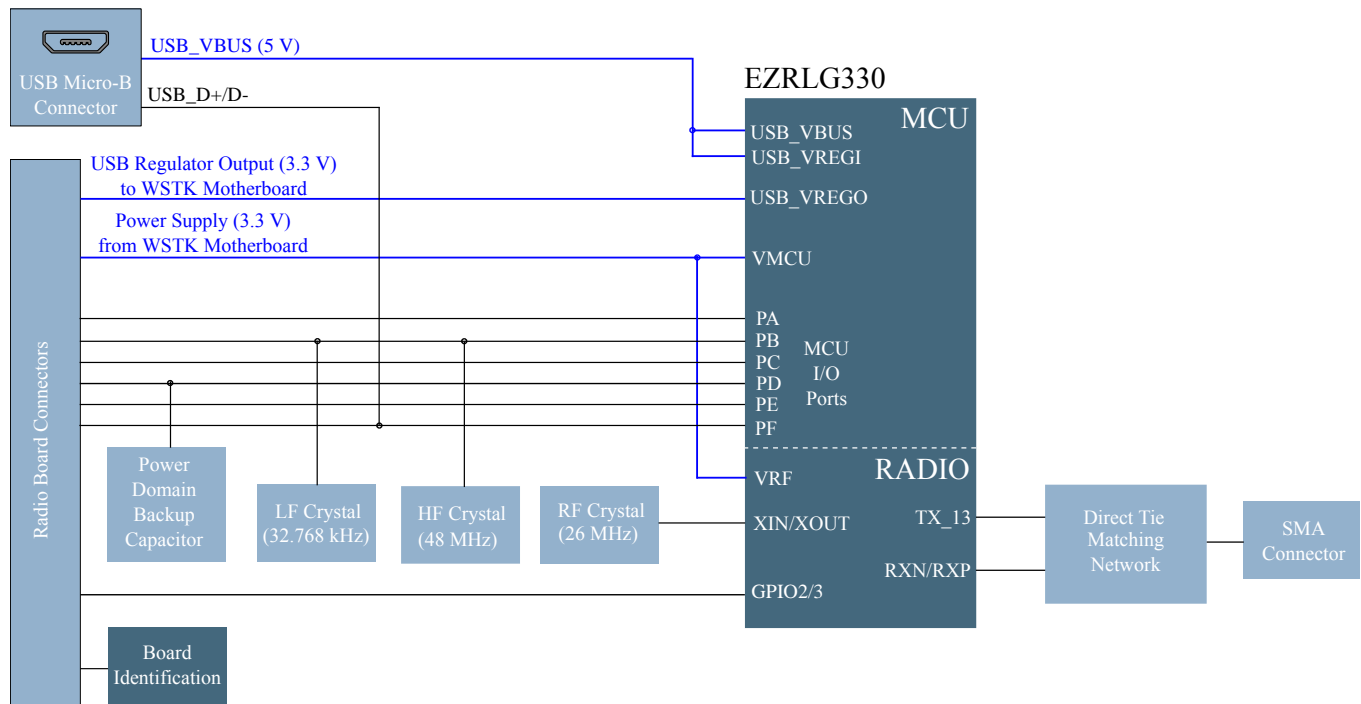 USB Micro-B
Connector
USB_VBUS (5 V)
USB_D+/D-
EZRLG330
MCU
USB_VBUS
USB_VREGI
USB Regulator Output (3.3 V)
to WSTK Motherboard
USB_VREGO
Power Supply (3.3 V)
from WSTK Motherboard
VMCU
Radio Board Connectors
PA
PB
PC
PD
PE
PF
MCU
I/O
Ports
Power
Domain
Backup
Capacitor
LF Crystal
(32.768 kHz)
HF Crystal
(48 MHz)
RF Crystal
(26 MHz)
RADIO
VRF
XIN/XOUT
TX_13
RXN/RXP
GPIO2/3
Direct Tie
Matching
Network
SMA
Connector
Board
Identification